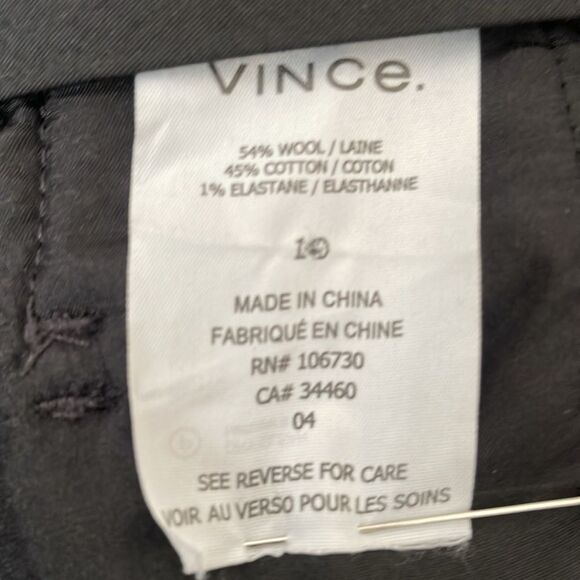 VINCe.
54% WOOL / LAINE
45% COTTON / COTON
1% ELASTANE / ELASTHANNE
10
MADE IN CHINA
FABRIQUÉ EN CHINE
RN# 106730
CA# 34460
04
SEE REVERSE FOR CARE
VOIR AU VERSO POUR LES SOINS